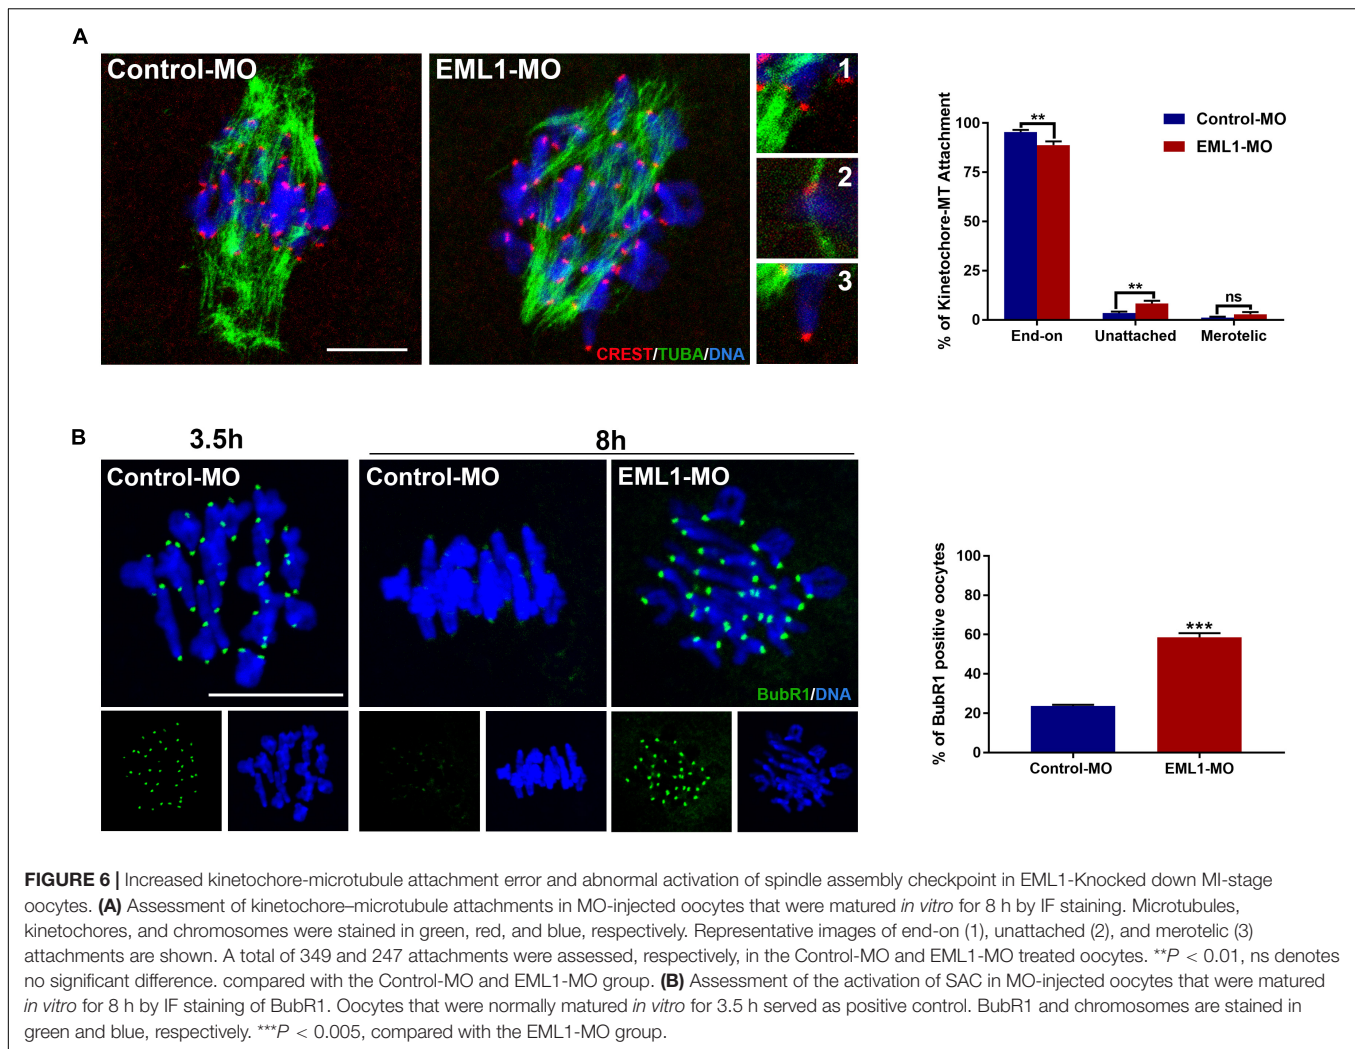 A
Control-MO
EML1-MO
1
2
3
CREST/TUBA/DNA
% of Kinetochore-MT Attachment
100
75
50
25
0
**
**
ns
End-on
Unattached
Merotelic
Control-MO
EML1-MO
B
3.5h
8h
Control-MO
Control-MO
EML1-MO
BubR1/DNA
% of BubR1 positive oocytes
100
80
60
40
20
0
***
Control-MO
EML1-MO
FIGURE 6 | Increased kinetochore-microtubule attachment error and abnormal activation of spindle assembly checkpoint in EML1-Knocked down MI-stage
oocytes. (A) Assessment of kinetochore–microtubule attachments in MO-injected oocytes that were matured in vitro for 8 h by IF staining. Microtubules,
kinetochores, and chromosomes were stained in green, red, and blue, respectively. Representative images of end-on (1), unattached (2), and merotelic (3)
attachments are shown. A total of 349 and 247 attachments were assessed, respectively, in the Control-MO and EML1-MO treated oocytes. **P < 0.01, ns denotes
no significant difference. compared with the Control-MO and EML1-MO group. (B) Assessment of the activation of SAC in MO-injected oocytes that were matured
in vitro for 8 h by IF staining of BubR1. Oocytes that were normally matured in vitro for 3.5 h served as positive control. BubR1 and chromosomes are stained in
green and blue, respectively. ***P < 0.005, compared with the EML1-MO group.